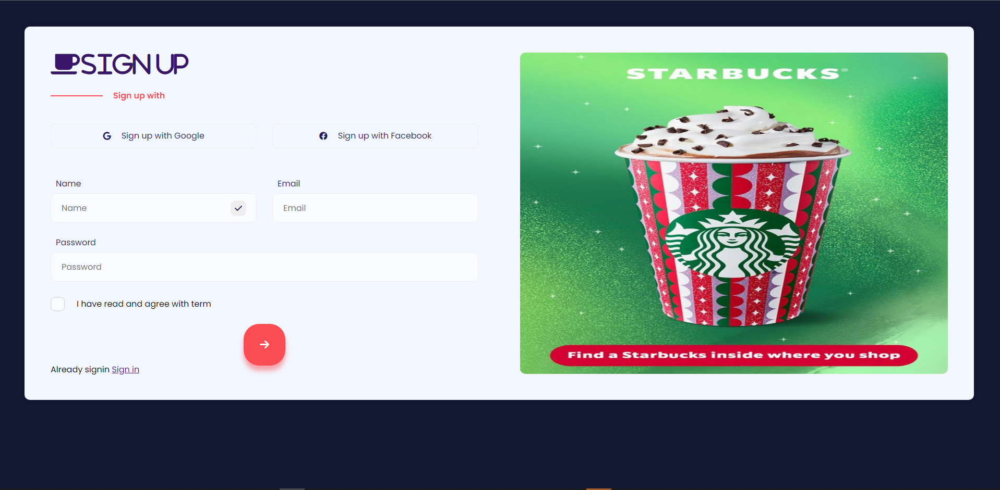 SIGN UP
Sign up with
Sign up with Google
Sign up with Facebook
Name
Email
Name
Email
Password
Password
I have read and agree with term
Already signin Sign in
STARBUCKS®
Find a Starbucks inside where you shop